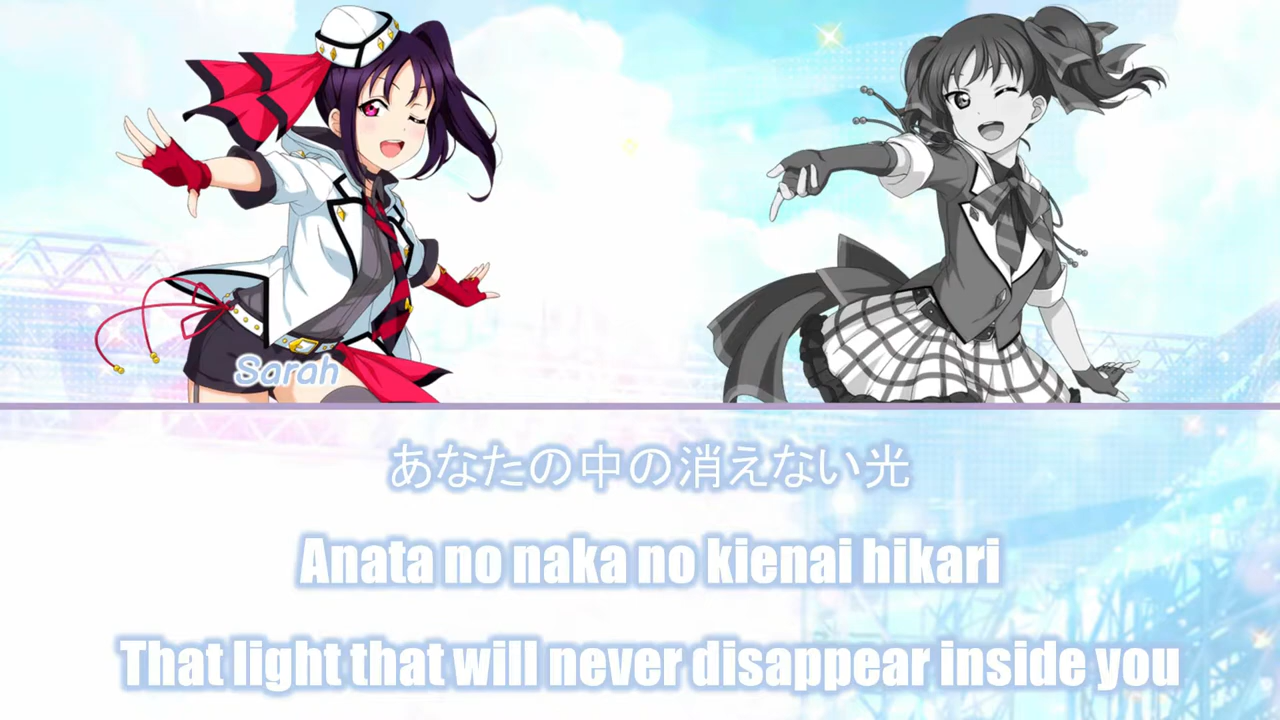 Sarah
あなたの中の消えない光
Anata no naka no kienai hikari
That light that will never disappear inside you